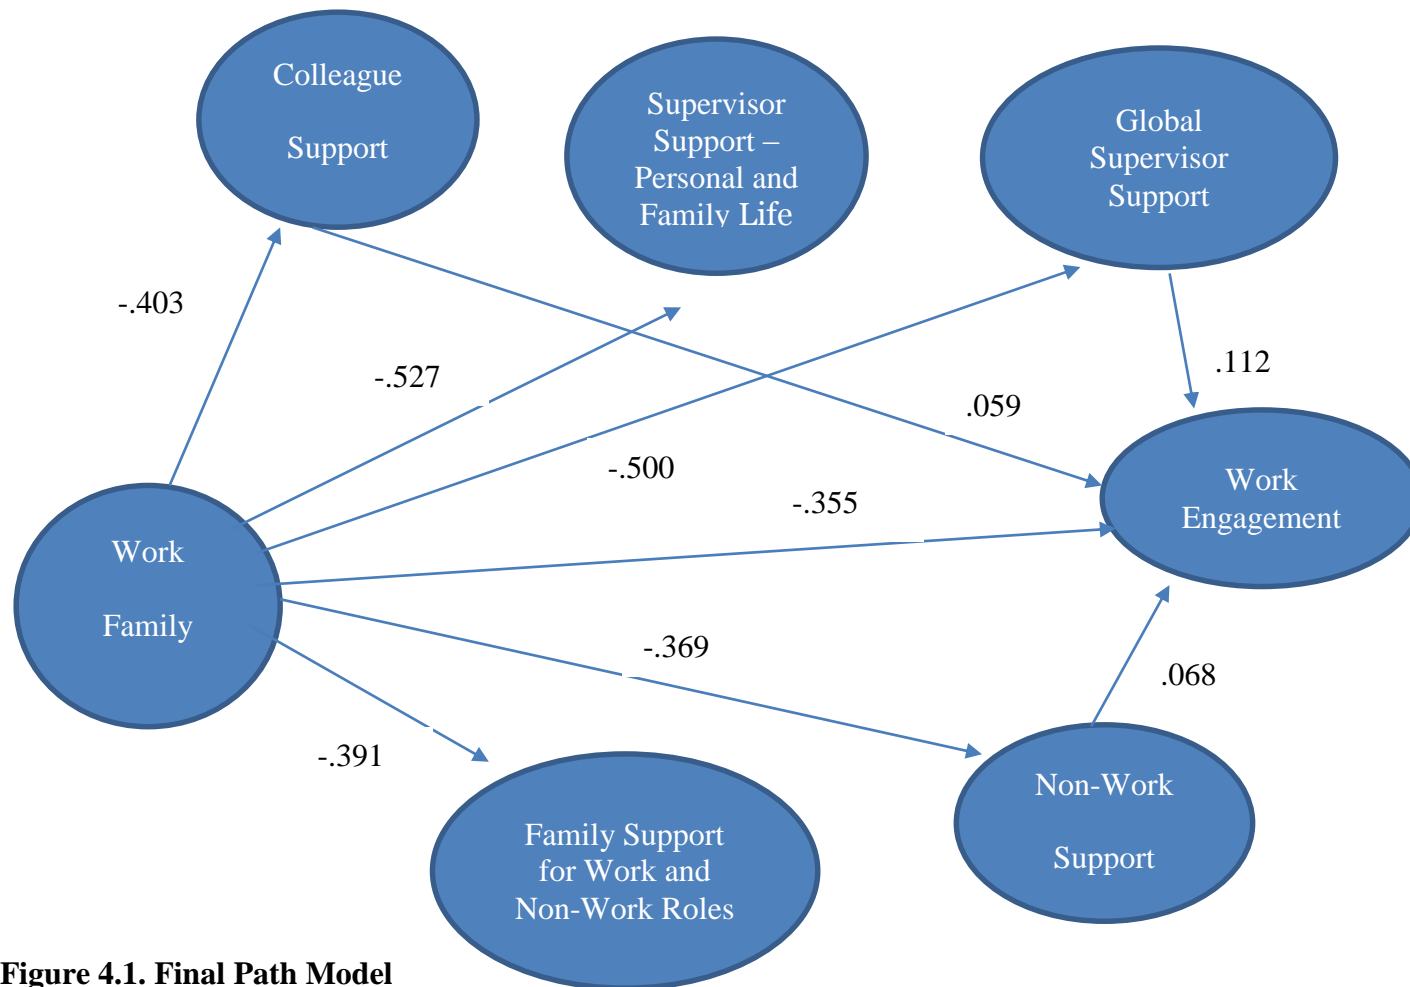 Colleague
Support
Supervisor
Support –
Personal and
Family Life
Global
Supervisor
Support
-.403
-.527
.112
.059
-.500
-.355
Work
Engagement
Work
Family
-.369
.068
-.391
Non-Work
Support
Family Support
for Work and
Non-Work Roles
Figure 4.1. Final Path Model